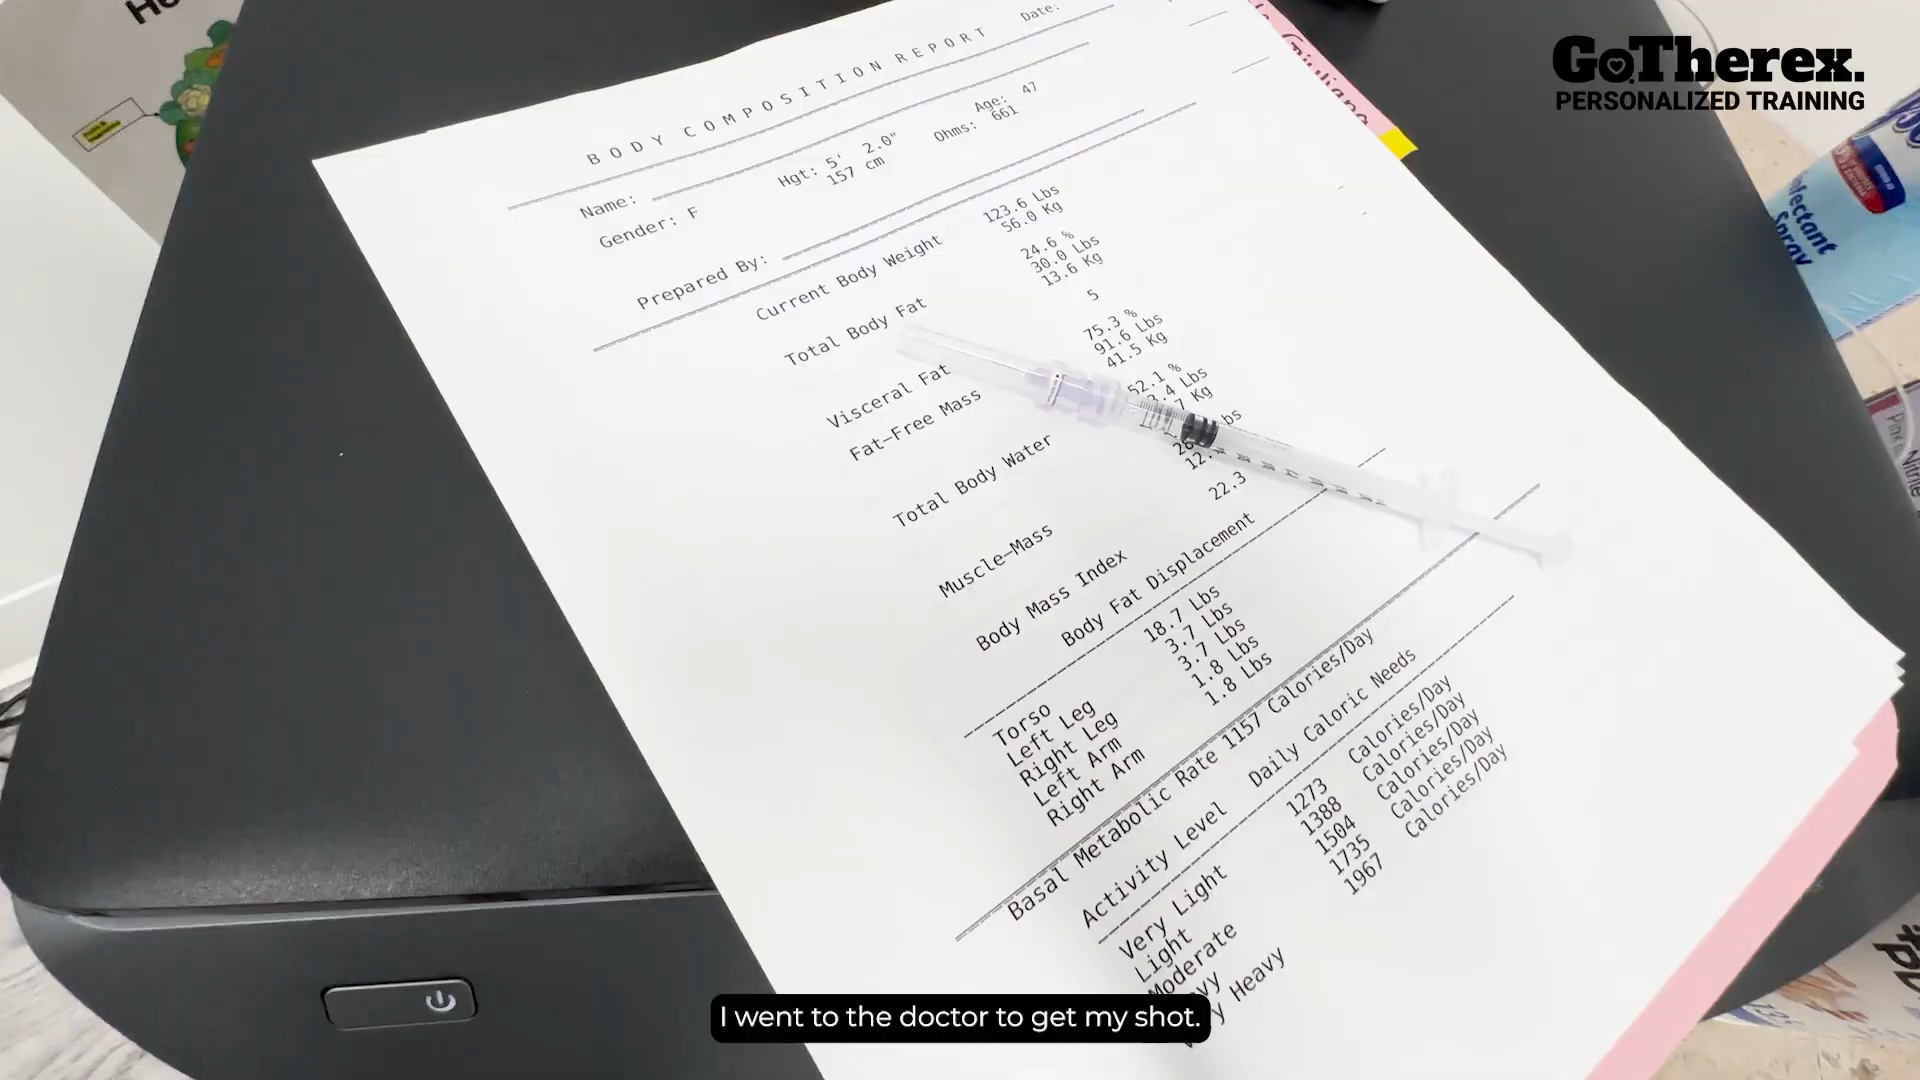 GoTherex.
PERSONALIZED TRAINING
BODY COMPOSITION REPORT
Date:
Name:
Hgt: 5' 2.0"
157 cm
Age: 47
Ohms: 661
Gender: F
Prepared By:
Current Body Weight 123.6 Lbs
56.0 Kg
Total Body Fat 24.6 %
30.0 Lbs
13.6 Kg
Visceral Fat 5
Fat-Free Mass 75.3 %
91.6 Lbs
41.5 Kg
Total Body Water 52.1 %
Lbs
Kg
Muscle-Mass
Body Mass Index 22.3
Body Fat Displacement
Torso 18.7 Lbs
Left Leg 3.7 Lbs
Right Leg 3.7 Lbs
Left Arm 1.8 Lbs
Right Arm 1.8 Lbs
Basal Metabolic Rate 1157 Calories/Day
Activity Level Daily Caloric Needs
Very Light 1273 Calories/Day
Light 1388 Calories/Day
Moderate 1504 Calories/Day
1735 Calories/Day
Heavy 1967 Calories/Day
Spray
Nitrile
I went to the doctor to get my shot.